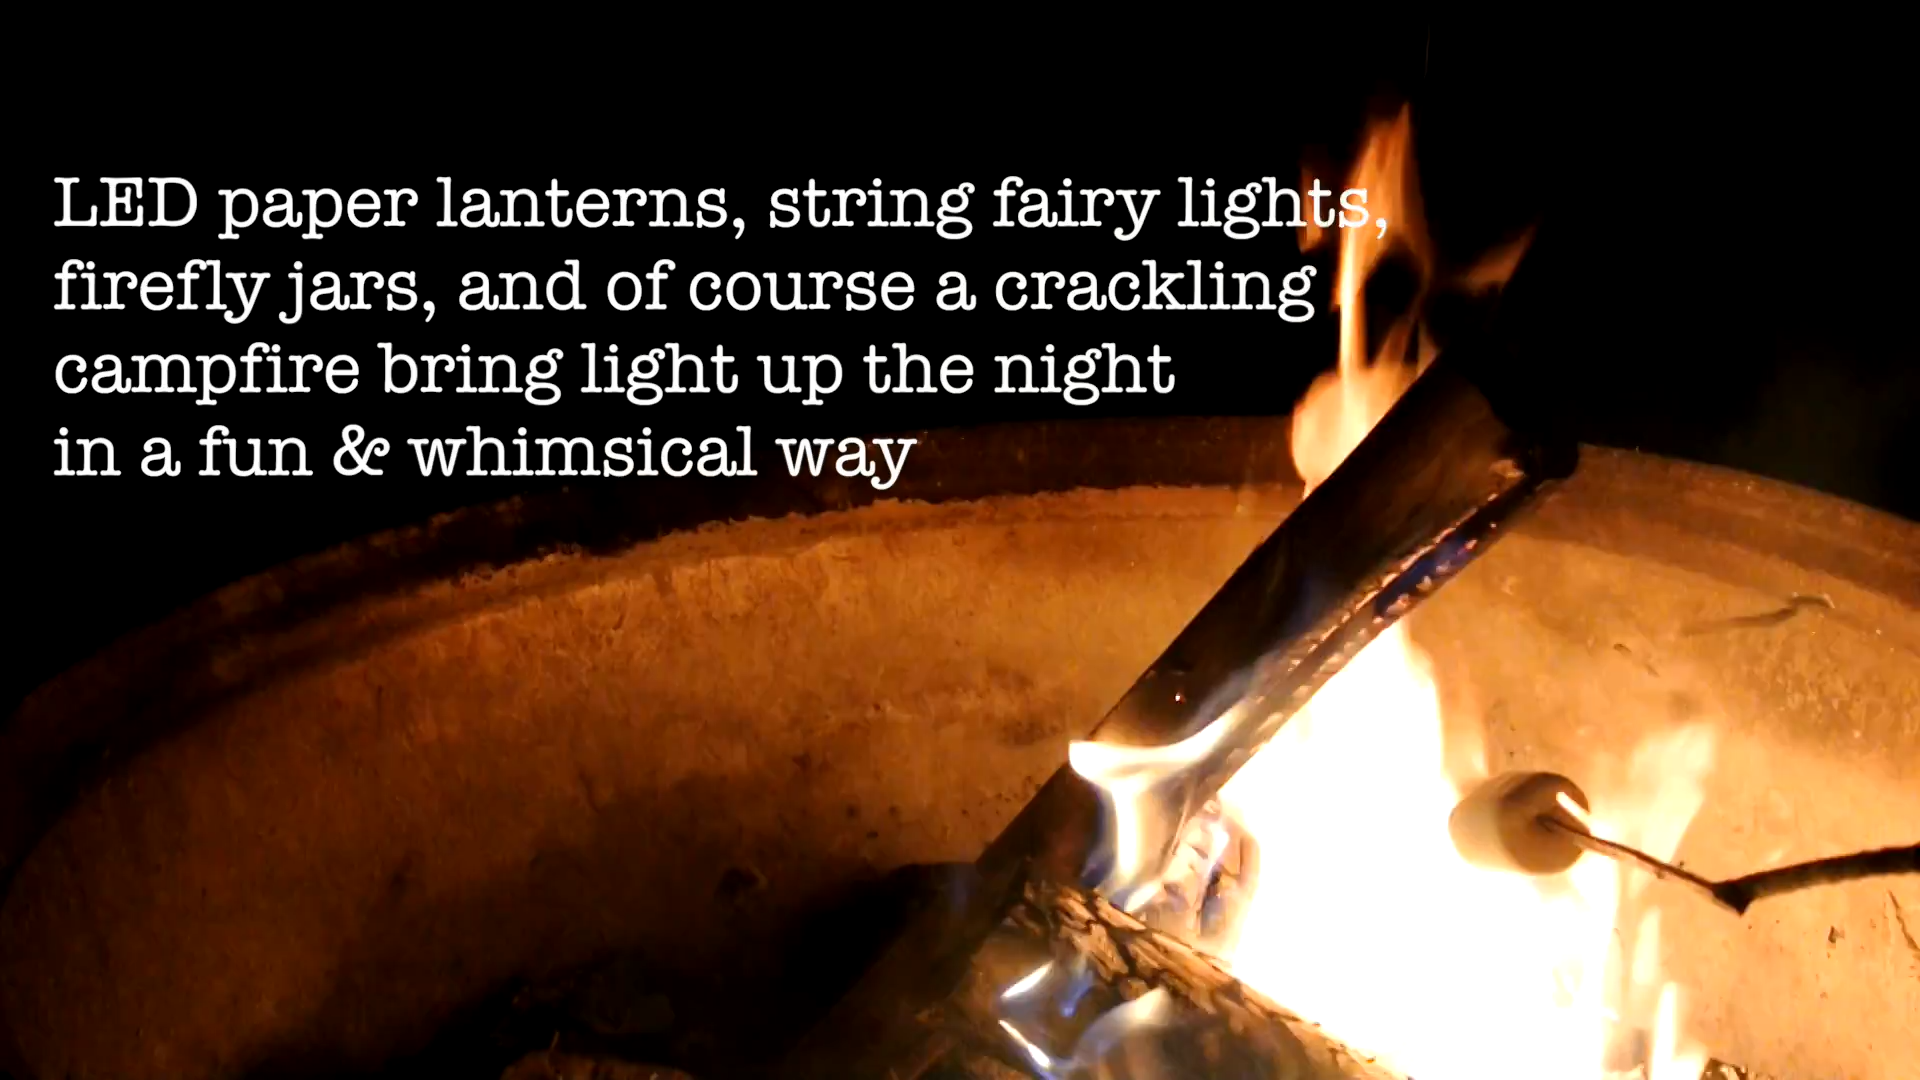 LED paper lanterns, string fairy lights,
firefly jars, and of course a crackling
campfire bring light up the night
in a fun & whimsical way